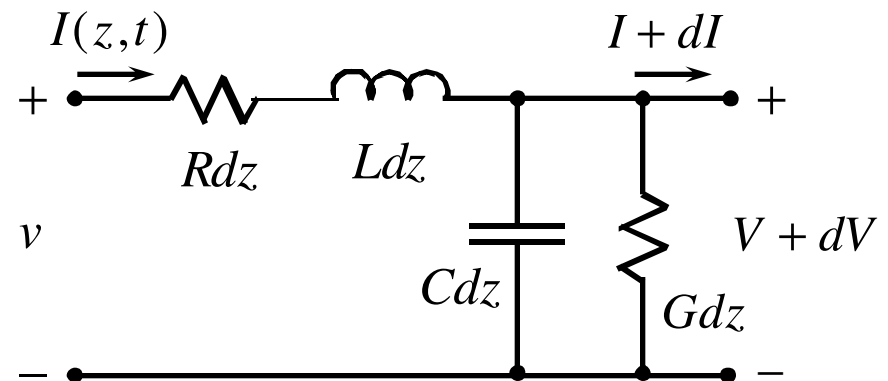 I(z,t)
I + dI
+
+
Rdz
Ldz
v
V + dV
Cdz
Gdz
−
−